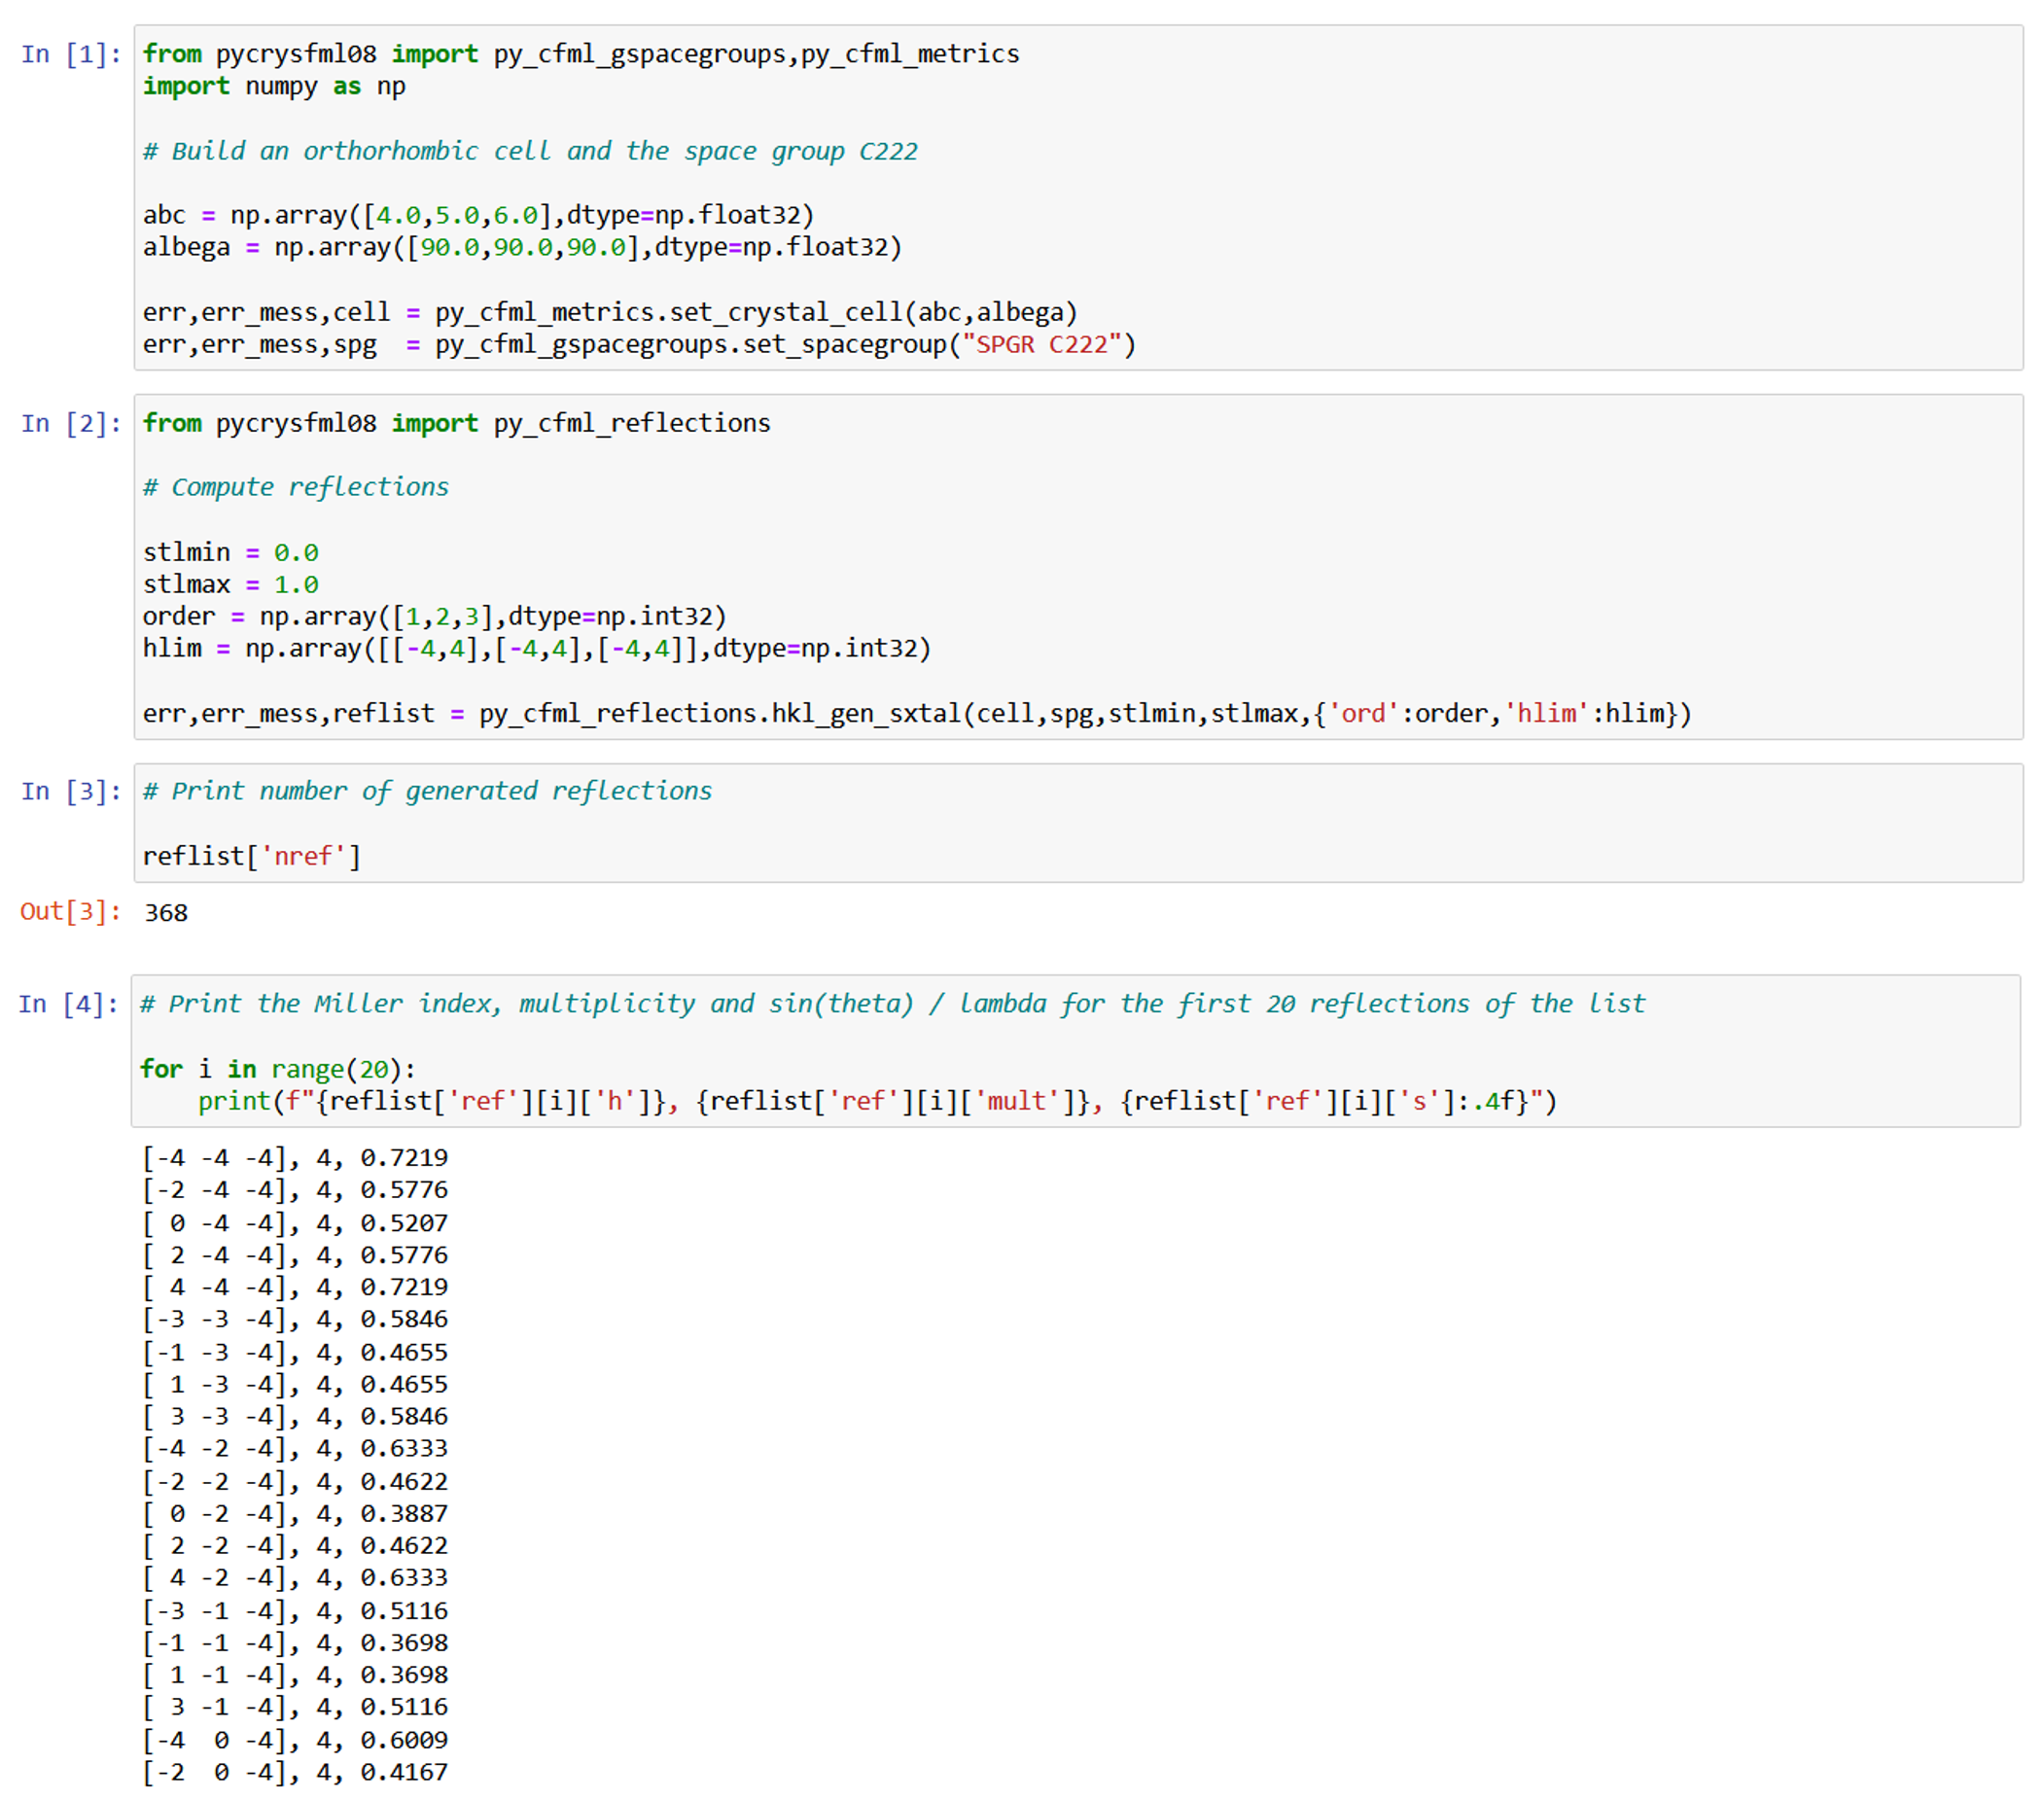 In [1]: from pycrysfml08 import py_cfml_gspacegroups,py_cfml_metrics
import numpy as np
# Build an orthorhombic cell and the space group C222
abc = np.array([4.0,5.0,6.0],dtype=np.float32)
albega = np.array([90.0,90.0,90.0],dtype=np.float32)
err,err_mess,cell = py_cfml_metrics.set_crystal_cell(abc,albega)
err,err_mess,spg  = py_cfml_gspacegroups.set_spacegroup("SPGR C222")
In [2]: from pycrysfml08 import py_cfml_reflections
# Compute reflections
stlmin = 0.0
stlmax = 1.0
order = np.array([1,2,3],dtype=np.int32)
hlim = np.array([[-4,4],[-4,4],[-4,4]],dtype=np.int32)
err,err_mess,reflist = py_cfml_reflections.hkl_gen_sxtal(cell,spg,stlmin,stlmax,{'ord':order,'hlim':hlim})
In [3]: # Print number of generated reflections
reflist['nref']
Out[3]: 368
In [4]: # Print the Miller index, multiplicity and sin(theta) / lambda for the first 20 reflections of the list
for i in range(20):
    print(f"{reflist['ref'][i]['h']}, {reflist['ref'][i]['mult']}, {reflist['ref'][i]['s']:.4f}")
[-4 -4 -4], 4, 0.7219
[-2 -4 -4], 4, 0.5776
[ 0 -4 -4], 4, 0.5207
[ 2 -4 -4], 4, 0.5776
[ 4 -4 -4], 4, 0.7219
[-3 -3 -4], 4, 0.5846
[-1 -3 -4], 4, 0.4655
[ 1 -3 -4], 4, 0.4655
[ 3 -3 -4], 4, 0.5846
[-4 -2 -4], 4, 0.6333
[-2 -2 -4], 4, 0.4622
[ 0 -2 -4], 4, 0.3887
[ 2 -2 -4], 4, 0.4622
[ 4 -2 -4], 4, 0.6333
[-3 -1 -4], 4, 0.5116
[-1 -1 -4], 4, 0.3698
[ 1 -1 -4], 4, 0.3698
[ 3 -1 -4], 4, 0.5116
[-4  0 -4], 4, 0.6009
[-2  0 -4], 4, 0.4167